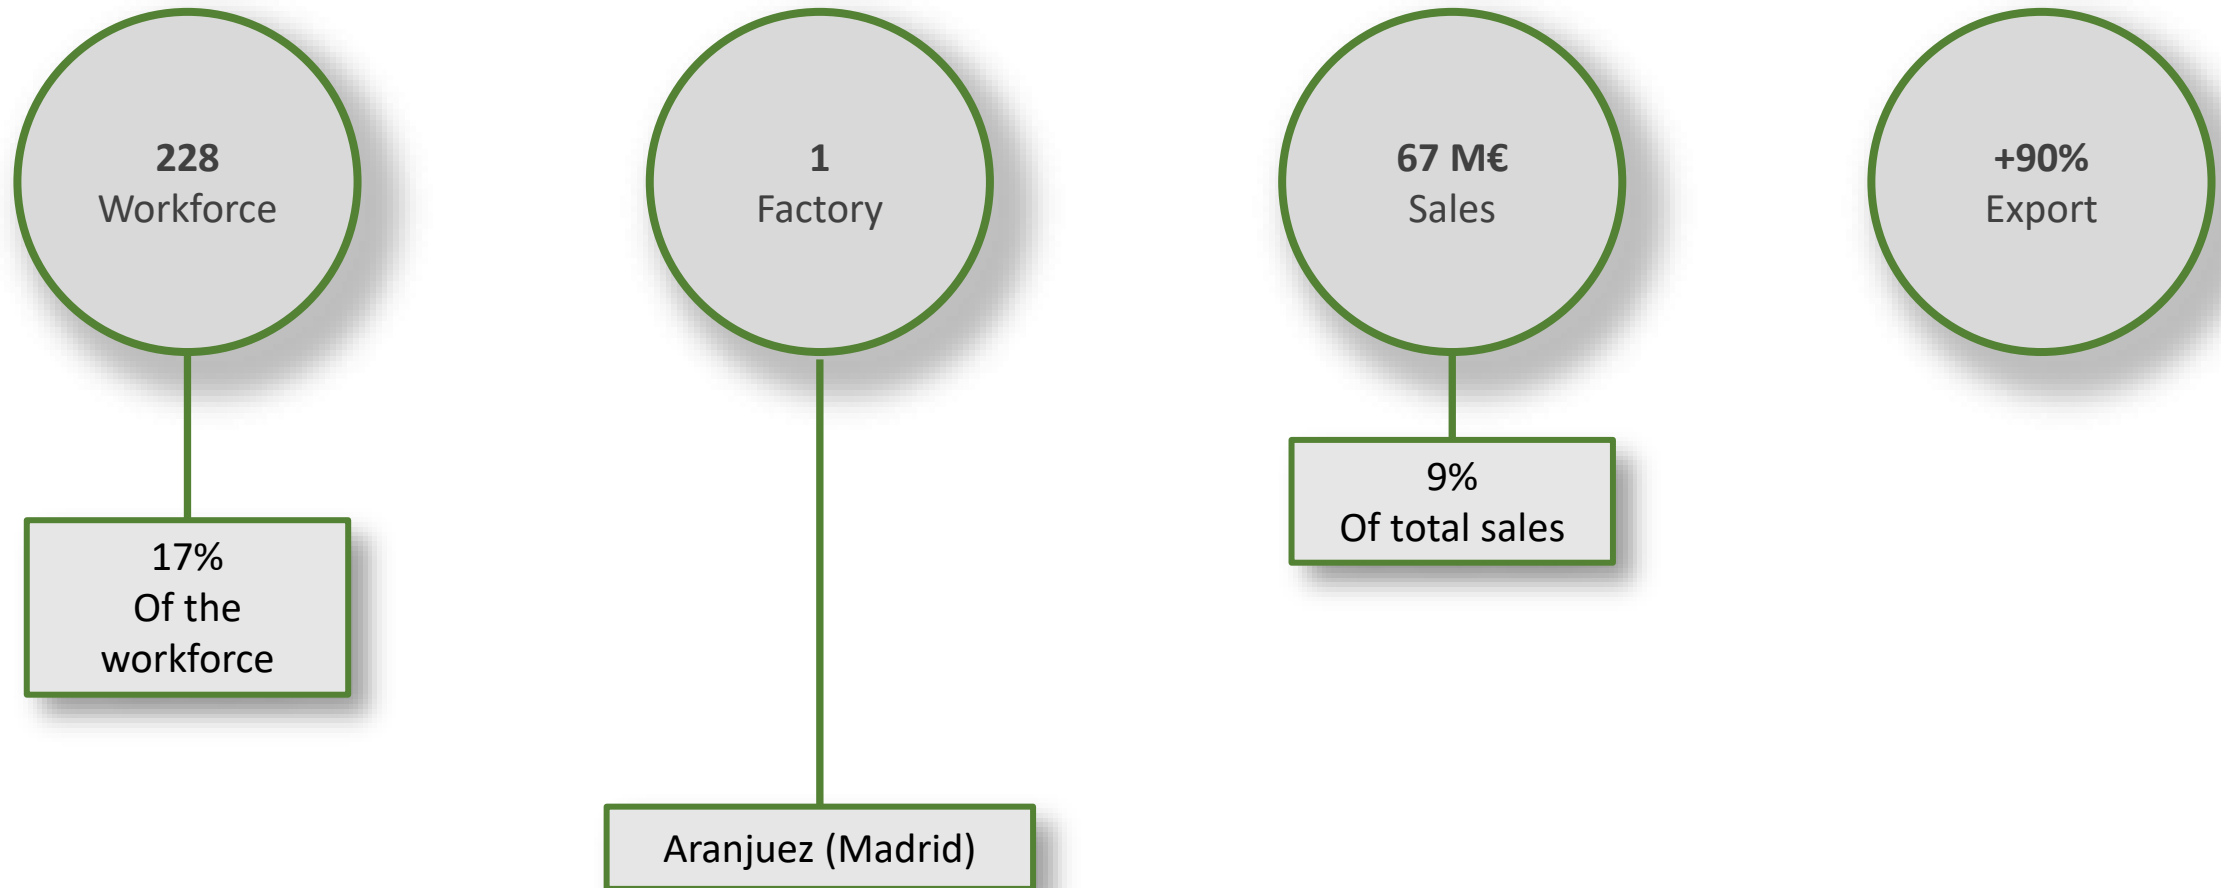 228
Workforce
1
Factory
67 M€
Sales
+90%
Export
17%
Of the
workforce
9%
Of total sales
Aranjuez (Madrid)